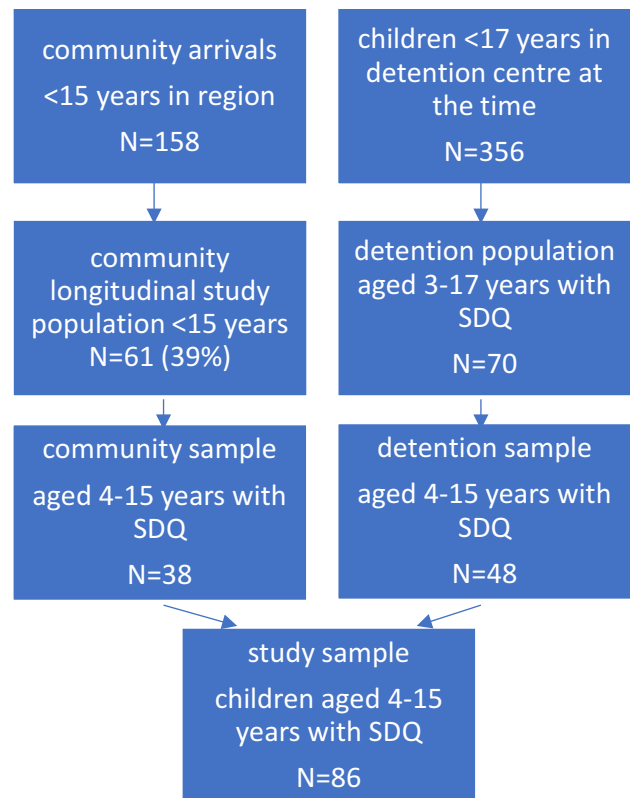 community arrivals
<15 years in region
N=158
children <17 years in
detention centre at
the time
N=356
community
longitudinal study
population <15 years
N=61 (39%)
detention population
aged 3-17 years with
SDQ
N=70
community sample
aged 4-15 years with
SDQ
N=38
detention sample
aged 4-15 years with
SDQ
N=48
study sample
children aged 4-15
years with SDQ
N=86